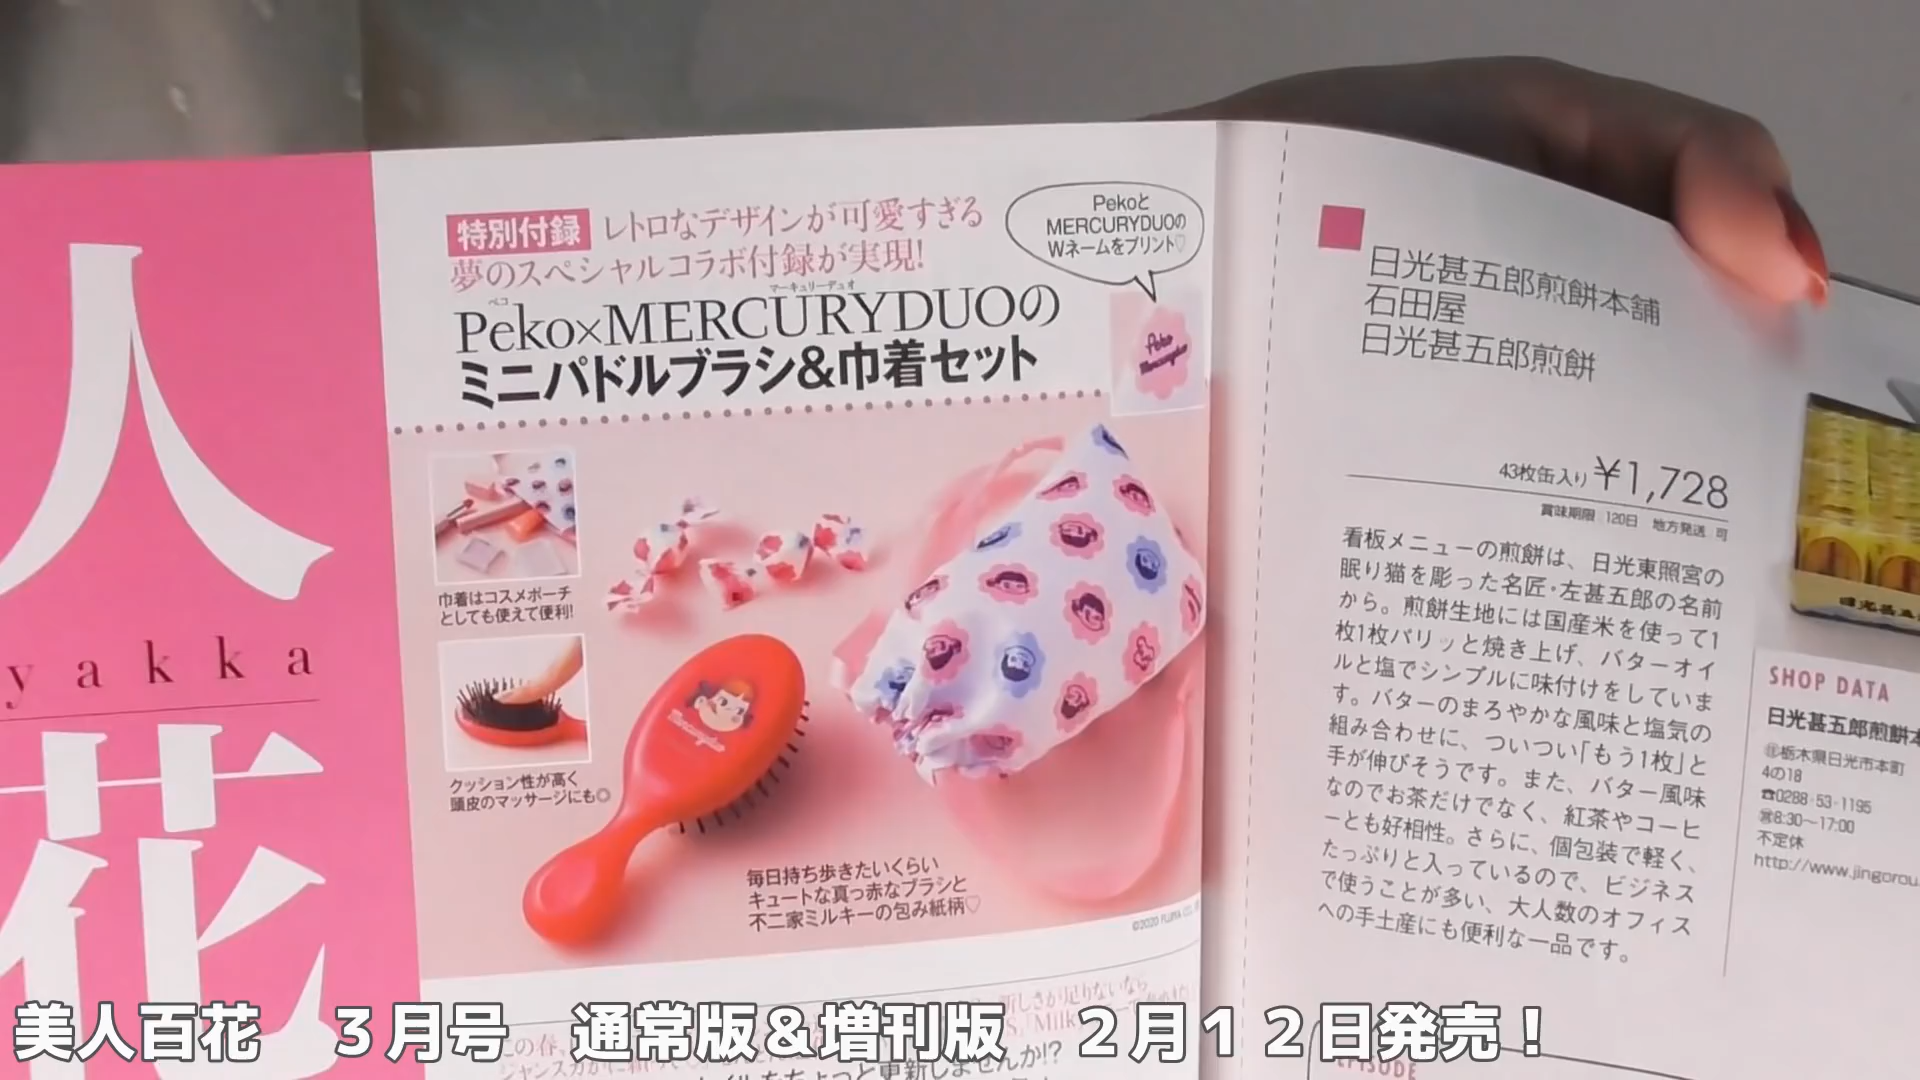 人
yakka
花
特別付録 レトロなデザインが可愛すぎる
夢のスペシャルコラボ付録が実現!
ペコ マーキュリーデュオ
Peko×MERCURYDUOの
ミニパドルブラシ&巾着セット
Pekoと
MERCURYDUOの
Wネームをプリント♡
Peko
Mercuryduo
巾着はコスメポーチ
としても使えて便利!
クッション性が高く
頭皮のマッサージにも◎
毎日持ち歩きたいくらい
キュートな真っ赤なブラシと
不二家ミルキーの包み紙柄♡
©2020 FUJIYA CO.
日光甚五郎煎餅本舗
石田屋
日光甚五郎煎餅
43枚缶入り ¥1,728
賞味期限 120日 地方発送 可
看板メニューの煎餅は、日光東照宮の
眠り猫を彫った名匠・左甚五郎の名前
から。煎餅生地には国産米を使って1
枚1枚パリッと焼き上げ、バターオイ
ルと塩でシンプルに味付けをしていま
す。バターのまろやかな風味と塩気の
組み合わせに、ついつい「もう1枚」と
手が伸びそうです。また、バター風味
なのでお茶だけでなく、紅茶やコーヒ
ーとも好相性。さらに、個包装で軽く、
たっぷりと入っているので、ビジネス
で使うことが多い、大人数のオフィス
への手土産にも便利な一品です。
SHOP DATA
日光甚五郎煎餅本
㊟栃木県日光市本町
4の18
☎0288・53・1195
㊠8:30〜17:00
不定休
http://www.jingorou.
EPISODE
この春、
更新しませんか!?
美人百花 3月号 通常版&増刊版 2月12日発売!